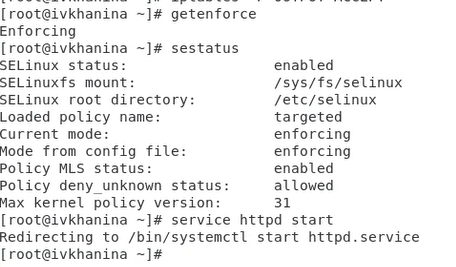 [root@ivkhanina ~]# getenforce
Enforcing
[root@ivkhanina ~]# sestatus
SELinux status:                 enabled
SELinuxfs mount:                /sys/fs/selinux
SELinux root directory:         /etc/selinux
Loaded policy name:             targeted
Current mode:                   enforcing
Mode from config file:          enforcing
Policy MLS status:              enabled
Policy deny_unknown status:     allowed
Max kernel policy version:      31
[root@ivkhanina ~]# service httpd start
Redirecting to /bin/systemctl start httpd.service
[root@ivkhanina ~]#